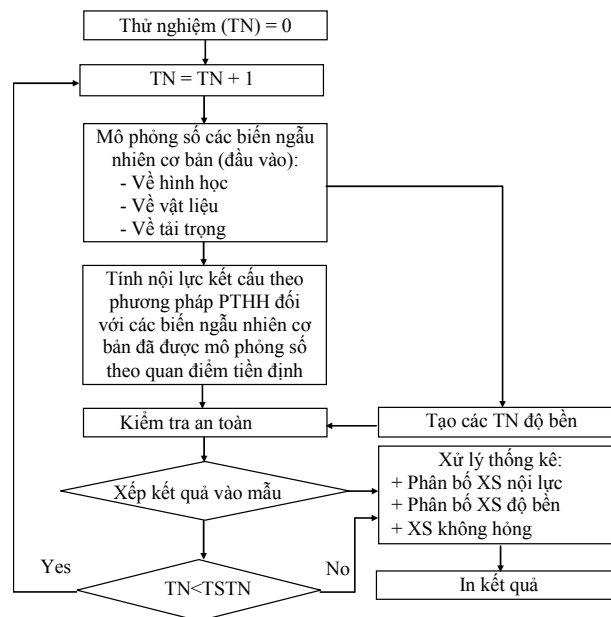 Thử nghiệm (TN) = 0
TN = TN + 1
Mô phỏng số các biến ngẫu
nhiên cơ bản (đầu vào):
- Về hình học
- Về vật liệu
- Về tải trọng
Tính nội lực kết cấu theo
phương pháp PTHH đối
với các biến ngẫu nhiên cơ
bản đã được mô phỏng số
theo quan điểm tiền định
Kiểm tra an toàn
Tạo các TN độ bền
Xếp kết quả vào mẫu
Xử lý thống kê:
+ Phân bố XS nội lực
+ Phân bố XS độ bền
+ XS không hỏng
Yes
TN<TSTN
No
In kết quả